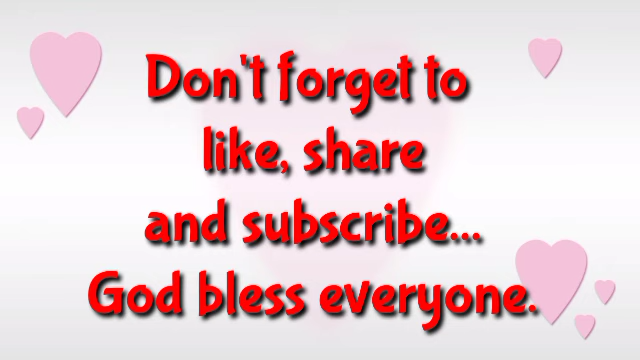 Don't forget to
like, share
and subscribe...
God bless everyone.